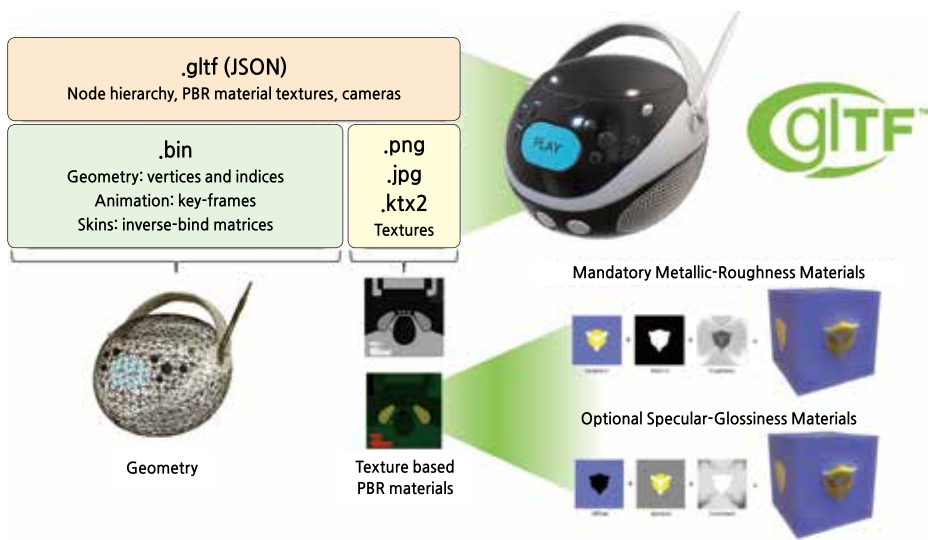 .gltf (JSON)
Node hierarchy, PBR material textures, cameras
.bin
Geometry: vertices and indices
Animation: key-frames
Skins: inverse-bind matrices
.png
.jpg
.ktx2
Textures
PLAY
glTF™
Mandatory Metallic-Roughness Materials
Optional Specular-Glossiness Materials
Geometry
Texture based
PBR materials